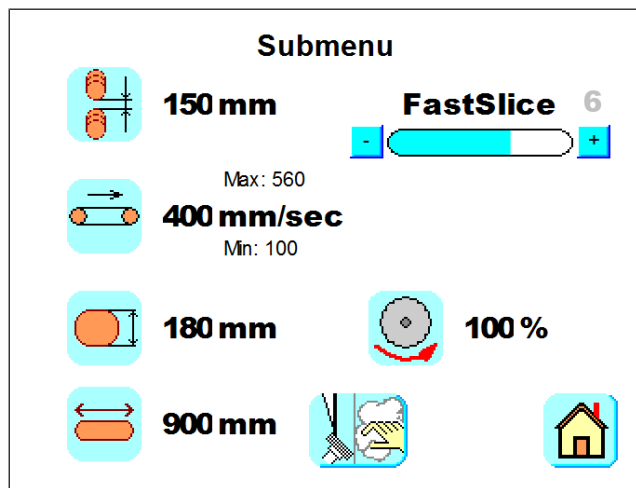 Submenu
150 mm
FastSlice 6
- +
Max: 560
400 mm/sec
Min: 100
180 mm
100 %
900 mm